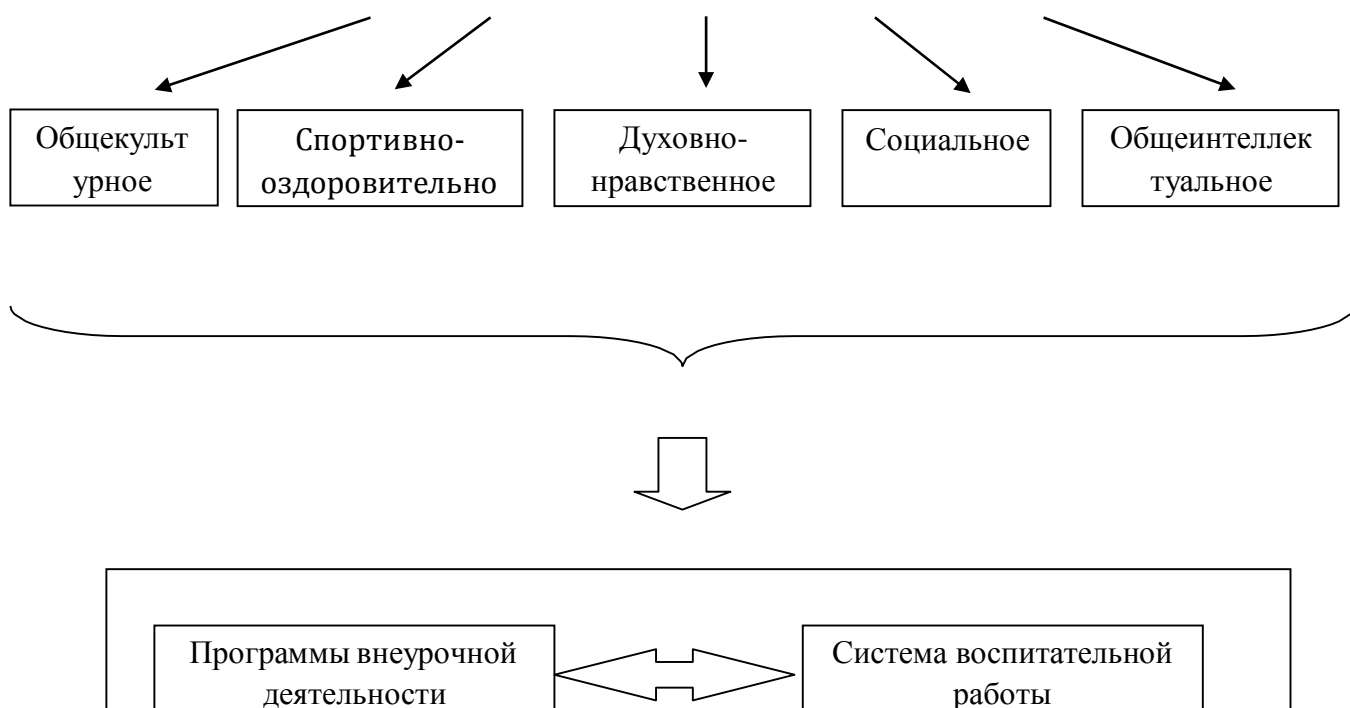 Общекульт
урное
Спортивно-
оздоровительно
Духовно-
нравственное
Социальное
Общеинтеллек
туальное
Программы внеурочной
деятельности
Система воспитательной
работы